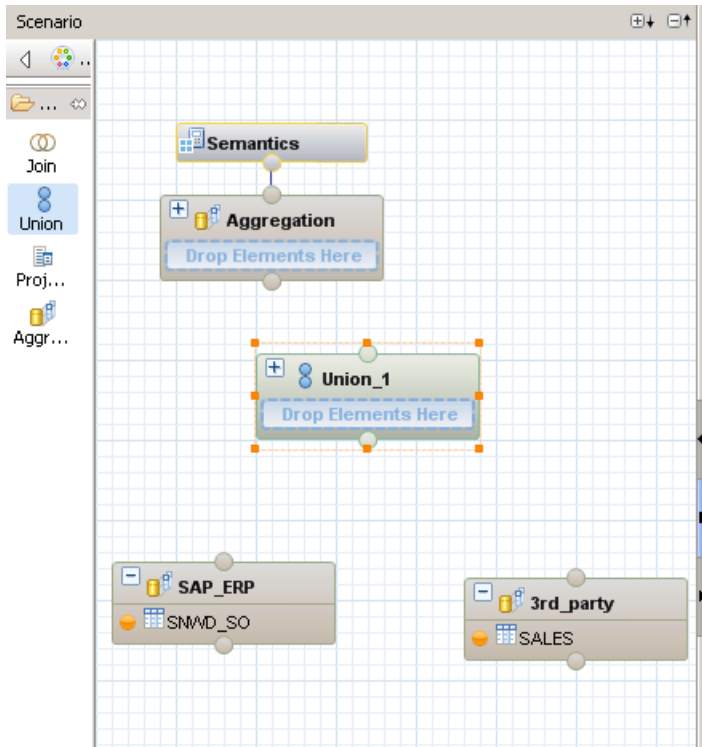 Scenario
..
...
Join
Union
Proj...
Aggr...
Semantics
Aggregation
Drop Elements Here
Union_1
Drop Elements Here
SAP_ERP
SNWD_SO
3rd_party
SALES